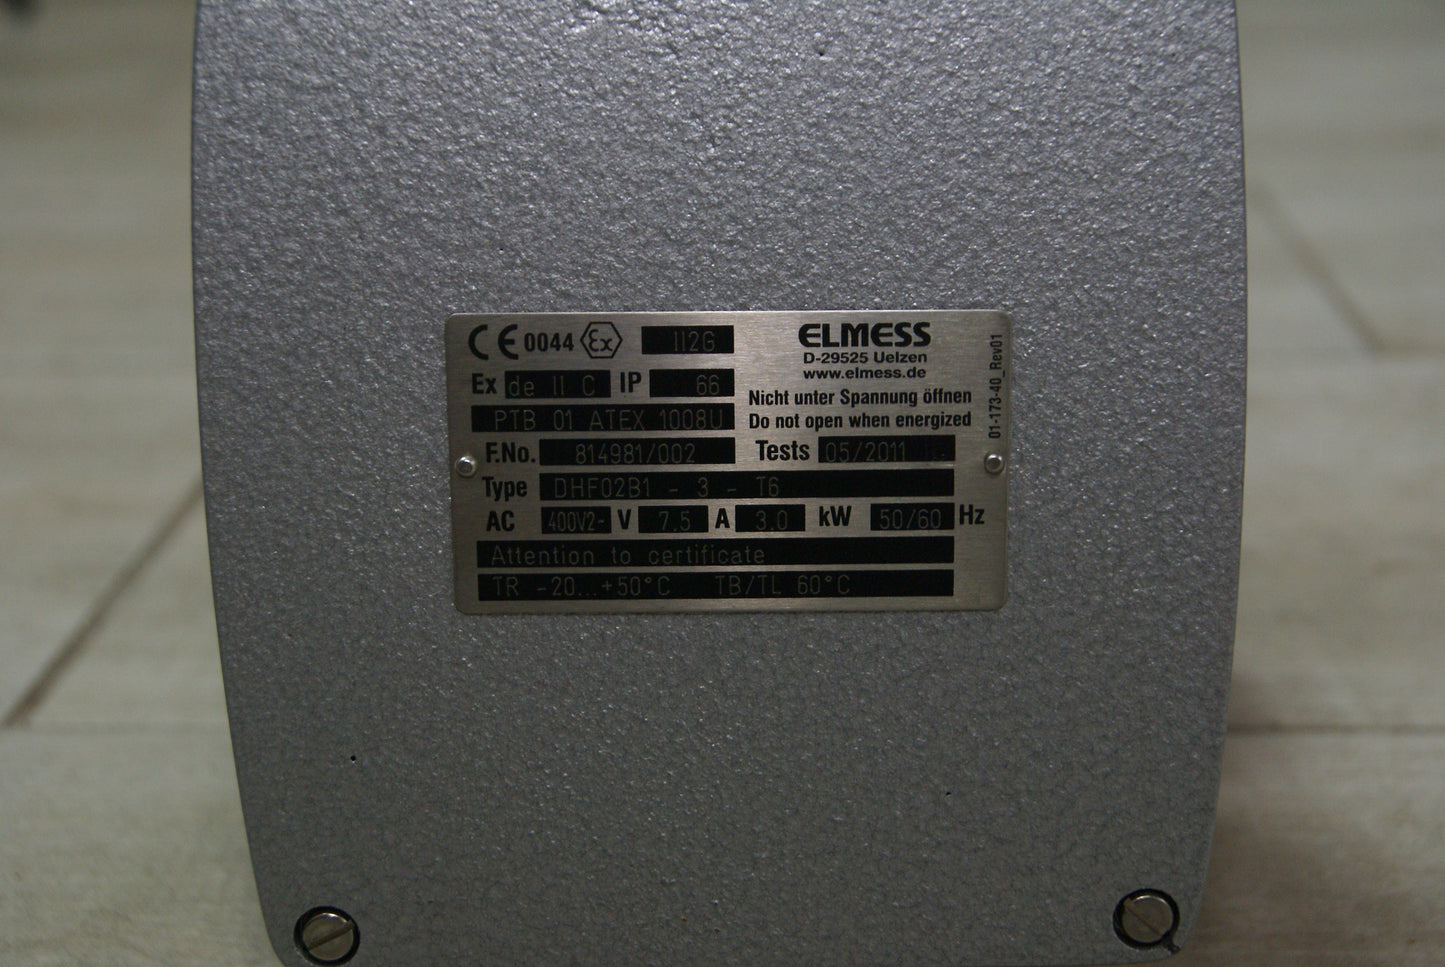 CE 0044 Ex II2G
ELMESS
D-29525 Uelzen
www.elmess.de
Ex de II C IP 66
Nicht unter Spannung öffnen
PTB 01 ATEX 1008U
Do not open when energized
F.No. 814981/002 Tests 05/2011
Type DHF02B1 - 3 - T6
AC 400V2~ V 7.5 A 3.0 kW 50/60 Hz
Attention to certificate
TR -20...+50°C TB/TL 60°C
01-173-40_Rev01